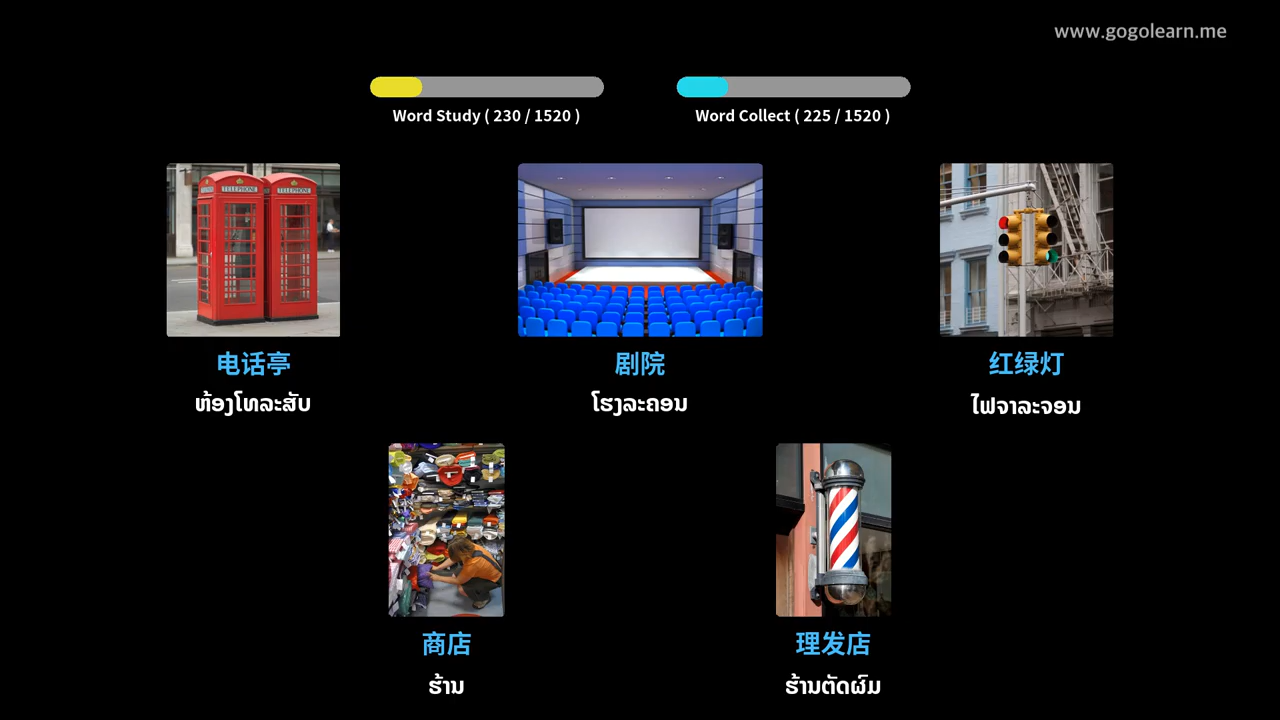 www.gogolearn.me
Word Study ( 230 / 1520 )
Word Collect ( 225 / 1520 )
TELEPHONE
TELEPHONE
电话亭
剧院
红绿灯
ຫ້ອງໂທລະສັບ
ໂຮງລະຄອນ
ໄຟຈາລະຈອນ
商店
理发店
ຮ້ານ
ຮ້ານຕັດຜົມ